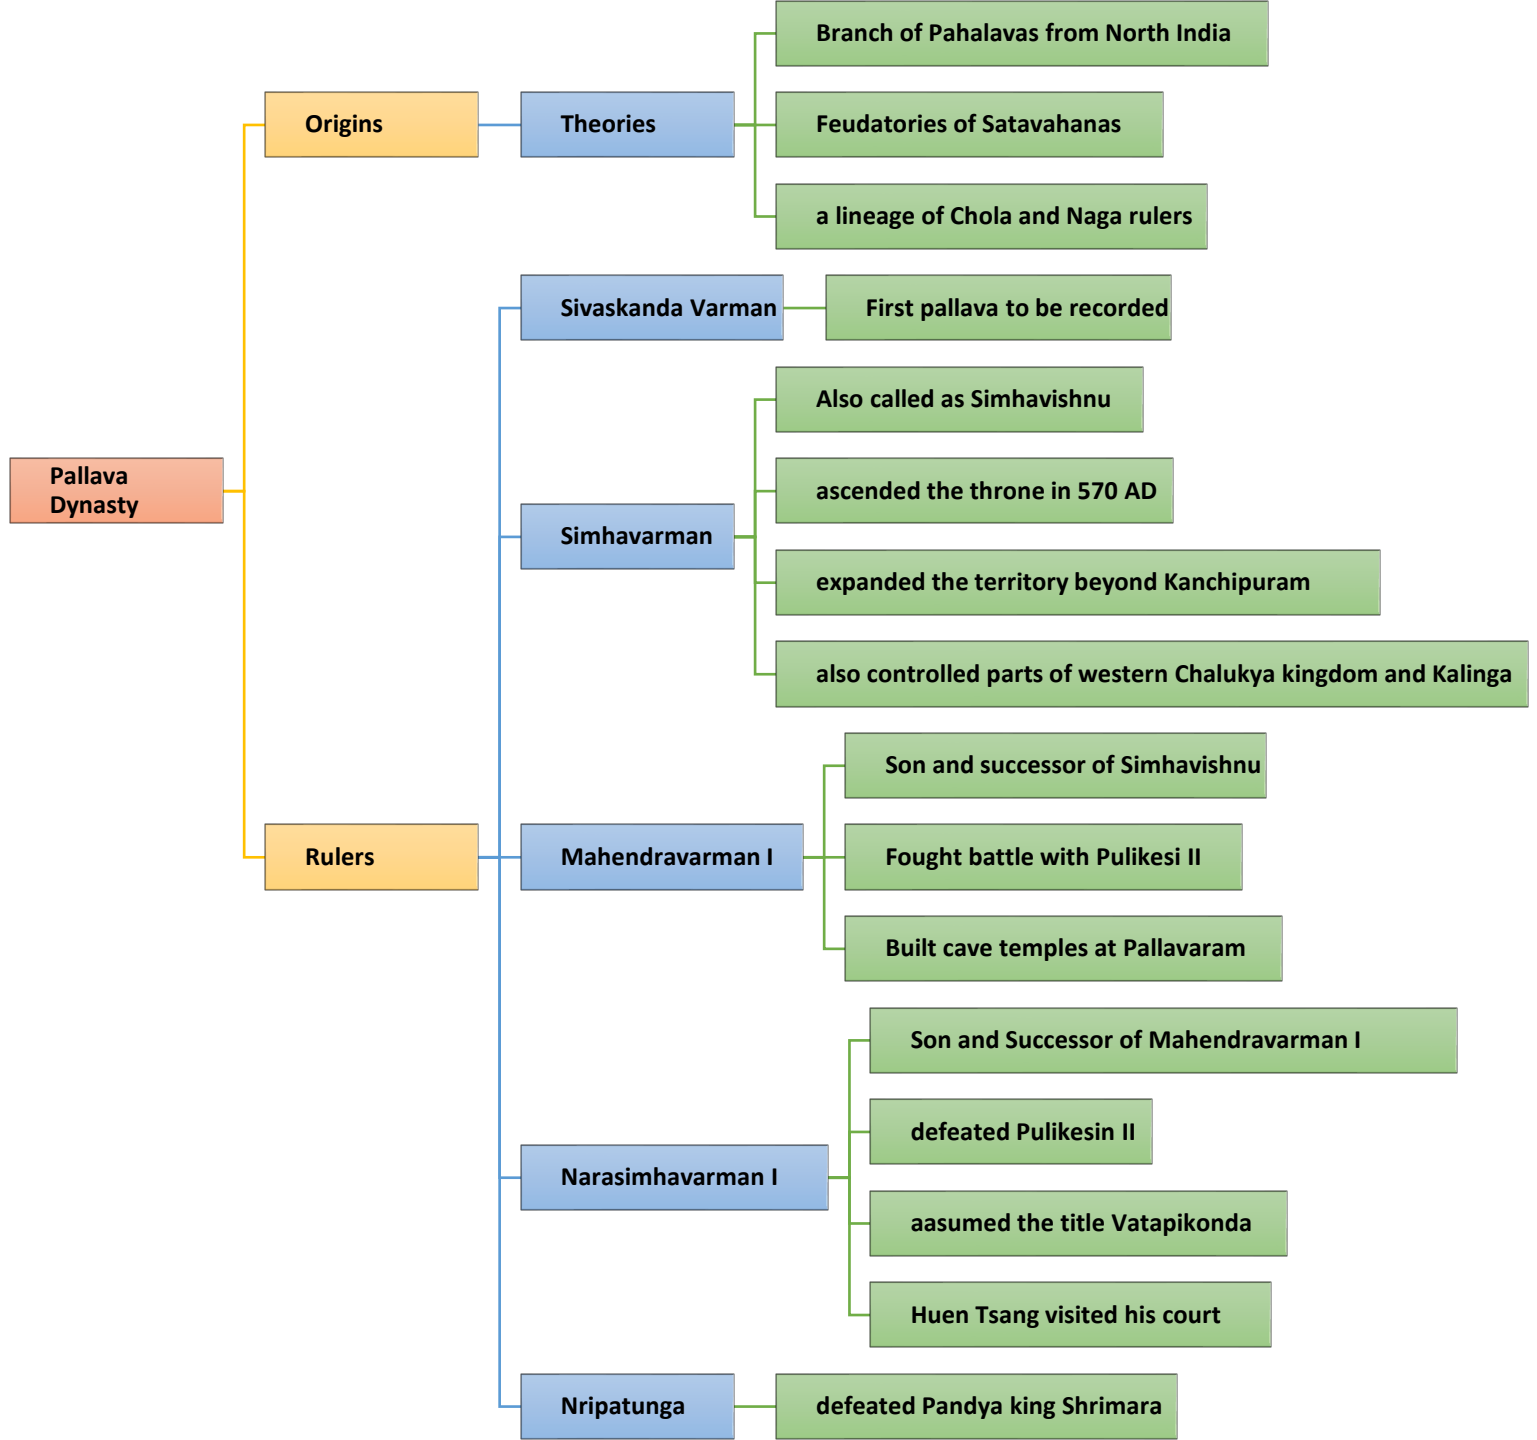 Branch of Pahalavas from North India
Origins
Theories
Feudatories of Satavahanas
a lineage of Chola and Naga rulers
Sivaskanda Varman
First pallava to be recorded
Also called as Simhavishnu
Pallava
Dynasty
ascended the throne in 570 AD
Simhavarman
expanded the territory beyond Kanchipuram
also controlled parts of western Chalukya kingdom and Kalinga
Son and successor of Simhavishnu
Rulers
Mahendravarman I
Fought battle with Pulikesi II
Built cave temples at Pallavaram
Son and Successor of Mahendravarman I
defeated Pulikesin II
Narasimhavarman I
aasumed the title Vatapikonda
Huen Tsang visited his court
Nripatunga
defeated Pandya king Shrimara